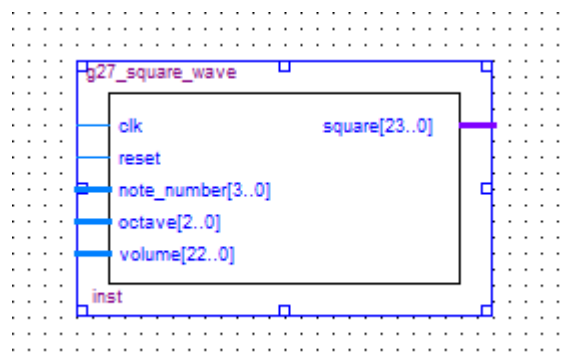 g27_square_wave
clk square[23..0]
reset
note_number[3..0]
octave[2..0]
volume[22..0]
inst